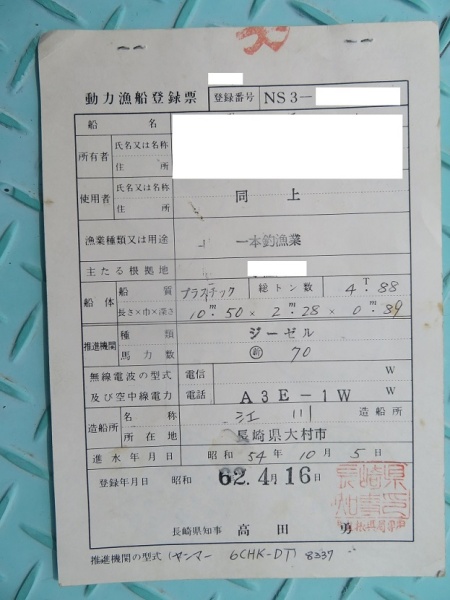 動力漁船登録票
登録番号 NS3-
船名
所有者 氏名又は名称
住所
使用者 氏名又は名称 同上
住所
漁業種類又は用途 一本釣漁業
主たる根拠地
船体 船質 プラスチック 総トン数 4T.88
長さ×巾×深さ 10m.50 × 2m.28 × 0m.89
推進機関 種類 ジーゼル
馬力数 新 70
無線電波の型式 電信 W
及び空中線電力 電話 A3E-1W W
造船所 名称 江川 造船所
所在地 長崎県大村市
進水年月日 昭和 54年 10月 5日
登録年月日 昭和 62.4月16日
長崎県知事 高田 勇
推進機関の型式 (ヤンマー 6CHK-DT) 8337